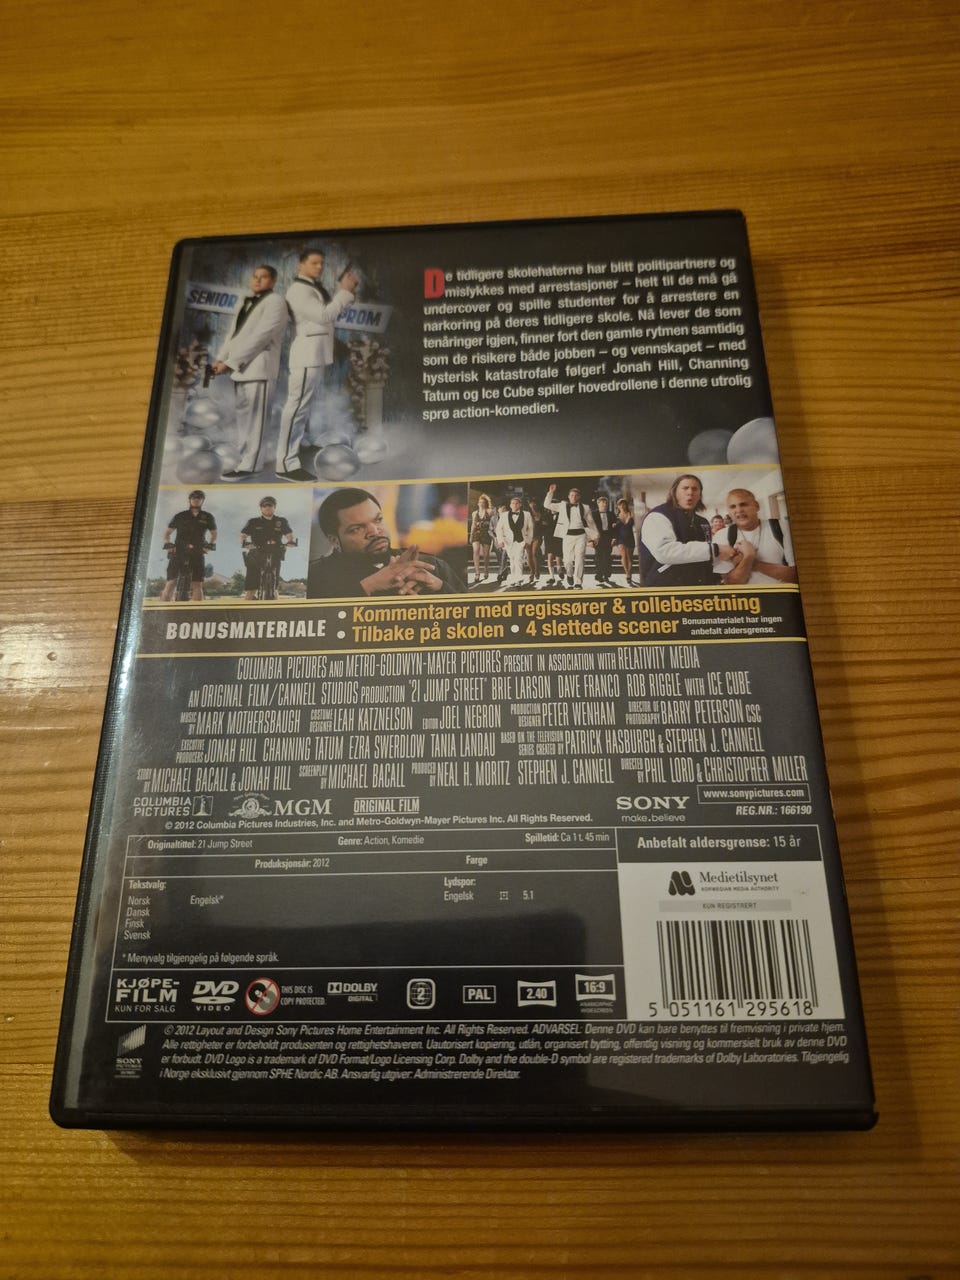 SENIOR
PROM
De tidligere skolehaterne har blitt politipartnere og
mislykkes med arrestasjoner – helt til de må gå
undercover og spille studenter for å arrestere en
narkoring på deres tidligere skole. Nå lever de som
tenåringer igjen, finner fort den gamle rytmen samtidig
som de risikere både jobben – og vennskapet – med
hysterisk katastrofale følger! Jonah Hill, Channing
Tatum og Ice Cube spiller hovedrollene i denne utrolig
sprø action-komedien.
BONUSMATERIALE
• Kommentarer med regissører & rollebesetning
• Tilbake på skolen • 4 slettede scener
Bonusmaterialet har ingen
anbefalt aldersgrense.
COLUMBIA PICTURES AND METRO-GOLDWYN-MAYER PICTURES PRESENT IN ASSOCIATION WITH RELATIVITY MEDIA
AN ORIGINAL FILM/CANNELL STUDIOS PRODUCTION "21 JUMP STREET" BRIE LARSON DAVE FRANCO ROB RIGGLE WITH ICE CUBE
MUSIC BY MARK MOTHERSBAUGH COSTUME DESIGNER LEAH KATZNELSON EDITOR JOEL NEGRON PRODUCTION DESIGNER PETER WENHAM DIRECTOR OF PHOTOGRAPHY BARRY PETERSON CSC
EXECUTIVE PRODUCERS JONAH HILL CHANNING TATUM EZRA SWERDLOW TANIA LANDAU BASED ON THE TELEVISION SERIES CREATED BY PATRICK HASBURGH & STEPHEN J. CANNELL
STORY BY MICHAEL BACALL & JONAH HILL SCREENPLAY BY MICHAEL BACALL PRODUCED BY NEAL H. MORITZ STEPHEN J. CANNELL DIRECTED BY PHIL LORD & CHRISTOPHER MILLER
COLUMBIA PICTURES MGM ORIGINAL FILM SONY make.believe www.sonypictures.com
REG.NR.: 166190
© 2012 Columbia Pictures Industries, Inc. and Metro-Goldwyn-Mayer Pictures Inc. All Rights Reserved.
Originaltittel: 21 Jump Street Genre: Action, Komedie Spilletid: Ca 1 t. 45 min
Produksjonsår: 2012 Farge
Tekstvalg: Lydspor:
Norsk Engelsk* Engelsk 5.1
Dansk
Finsk
Svensk
* Menyvalg tilgjengelig på følgende språk.
Anbefalt aldersgrense: 15 år
Medietilsynet
NORWEGIAN MEDIA AUTHORITY
KUN REGISTRERT
5 051161 295618
KJØPE-
FILM
KUN FOR SALG
DVD
VIDEO
THIS DISC IS
COPY PROTECTED.
DOLBY
DIGITAL
2
PAL
2.40
16:9
ANAMORPHIC
WIDESCREEN
SONY
PICTURES
© 2012 Layout and Design Sony Pictures Home Entertainment Inc. All Rights Reserved. ADVARSEL: Denne DVD kan bare benyttes til fremvisning i private hjem.
Alle rettigheter er forbeholdt produsenten og rettighetshaveren. Uautorisert kopiering, utlån, organisert bytting, offentlig visning og kommersielt bruk av denne DVD
er forbudt. DVD Logo is a trademark of DVD Format/Logo Licensing Corp. Dolby and the double-D symbol are registered trademarks of Dolby Laboratories. Tilgjengelig
i Norge eksklusivt gjennom SPHE Nordic AB. Ansvarlig utgiver: Administrerende Direktør.